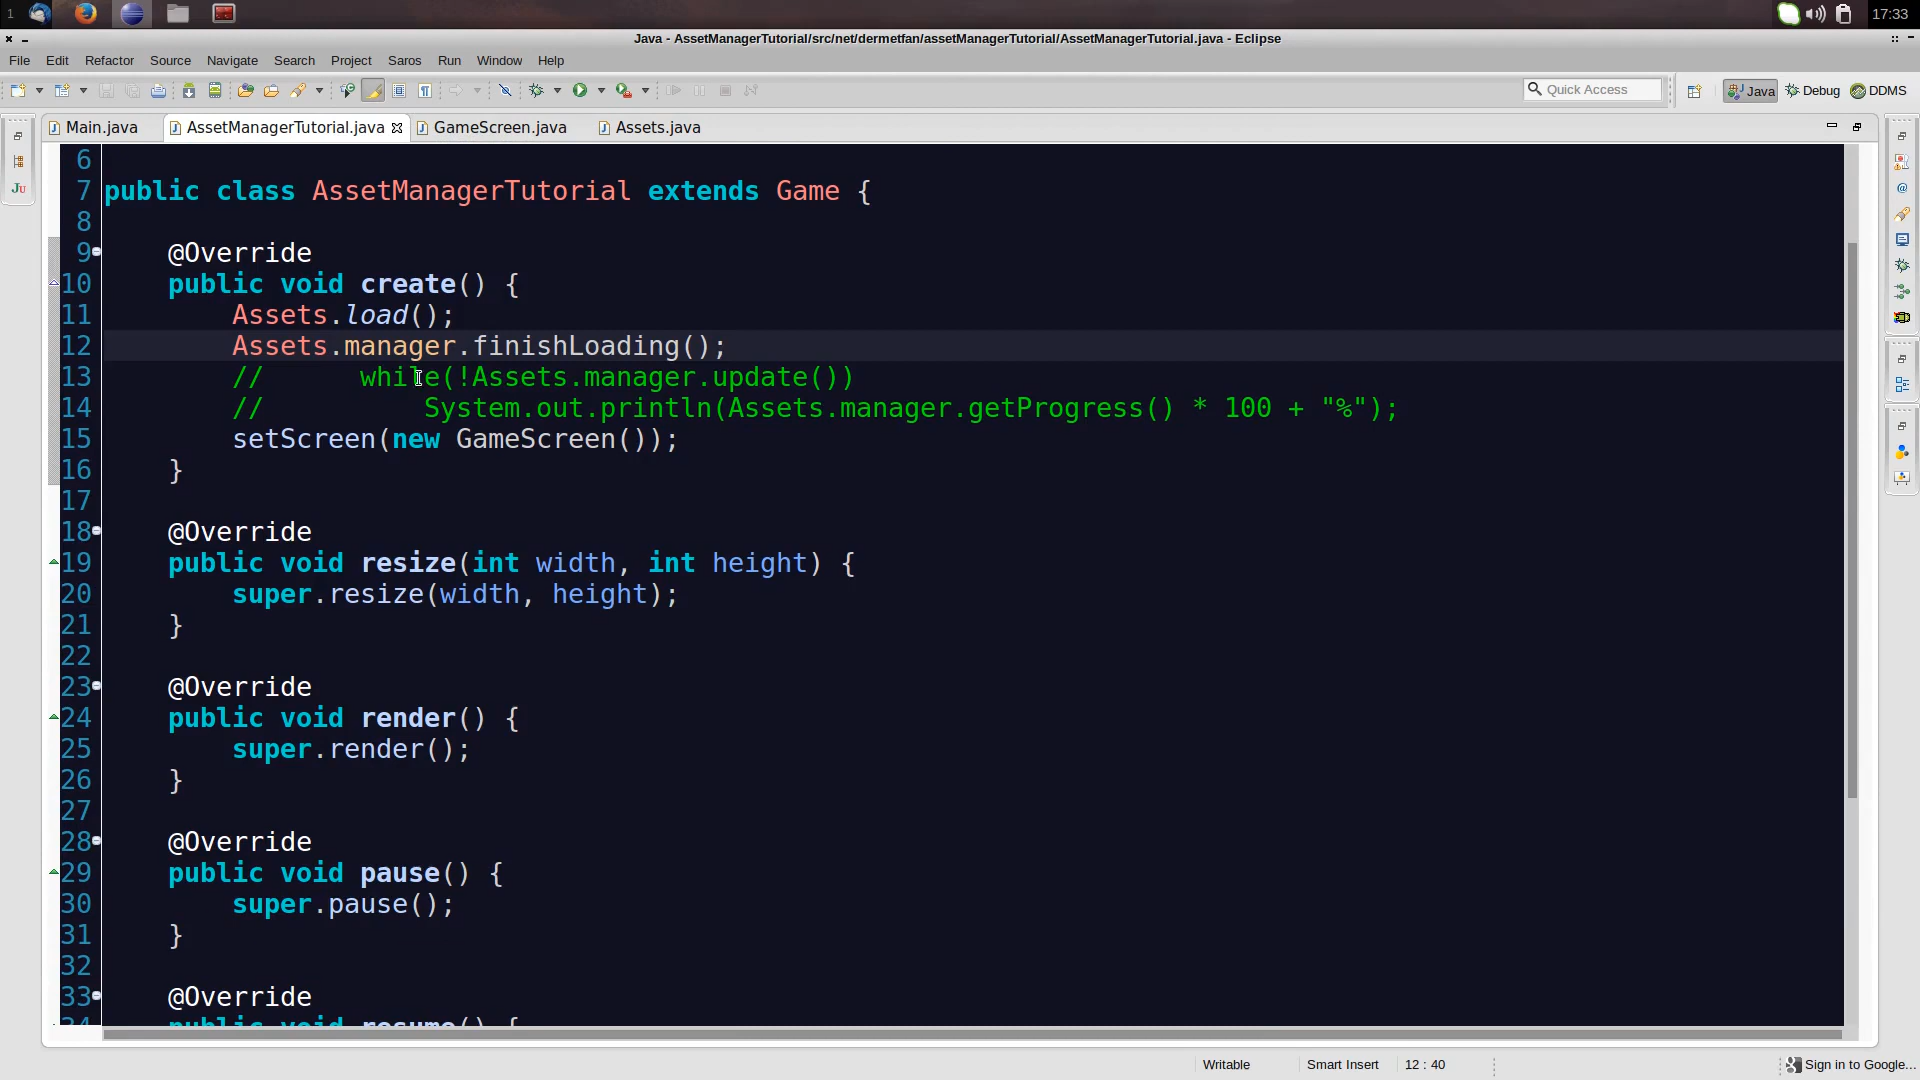 1
17:33
Java - AssetManagerTutorial/src/net/dermetfan/assetManagerTutorial/AssetManagerTutorial.java - Eclipse
File Edit Refactor Source Navigate Search Project Saros Run Window Help
Quick Access
Java Debug DDMS
Main.java AssetManagerTutorial.java GameScreen.java Assets.java
6
7 public class AssetManagerTutorial extends Game {
8
9 @Override
10 public void create() {
11 Assets.load();
12 Assets.manager.finishLoading();
13 // while(!Assets.manager.update())
14 // System.out.println(Assets.manager.getProgress() * 100 + "%");
15 setScreen(new GameScreen());
16 }
17
18 @Override
19 public void resize(int width, int height) {
20 super.resize(width, height);
21 }
22
23 @Override
24 public void render() {
25 super.render();
26 }
27
28 @Override
29 public void pause() {
30 super.pause();
31 }
32
33 @Override
34 public void resume() {
Writable Smart Insert 12 : 40 Sign in to Google...